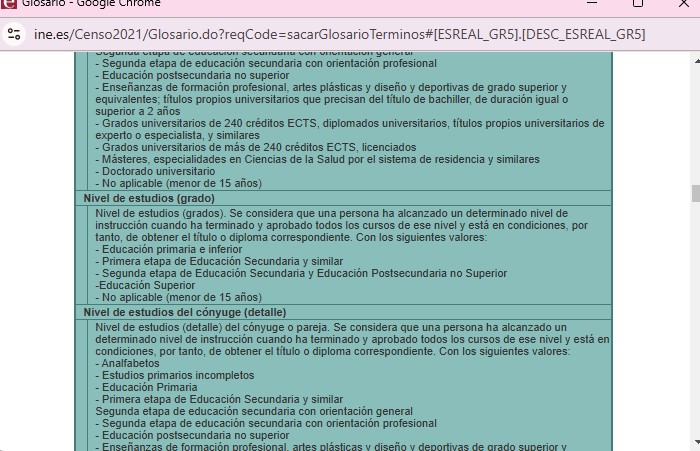 Glosario - Google Chrome
ine.es/Censo2021/Glosario.do?reqCode=sacarGlosarioTerminos#[ESREAL_GR5].[DESC_ESREAL_GR5]
Segunda etapa de educación secundaria con orientación general
- Segunda etapa de educación secundaria con orientación profesional
- Educación postsecundaria no superior
- Enseñanzas de formación profesional, artes plásticas y diseño y deportivas de grado superior y
equivalentes; títulos propios universitarios que precisan del título de bachiller, de duración igual o
superior a 2 años
- Grados universitarios de 240 créditos ECTS, diplomados universitarios, títulos propios universitarios de
experto o especialista, y similares
- Grados universitarios de más de 240 créditos ECTS, licenciados
- Másteres, especialidades en Ciencias de la Salud por el sistema de residencia y similares
- Doctorado universitario
- No aplicable (menor de 15 años)
Nivel de estudios (grado)
Nivel de estudios (grados). Se considera que una persona ha alcanzado un determinado nivel de
instrucción cuando ha terminado y aprobado todos los cursos de ese nivel y está en condiciones, por
tanto, de obtener el título o diploma correspondiente. Con los siguientes valores:
- Educación primaria e inferior
- Primera etapa de Educación Secundaria y similar
- Segunda etapa de Educación Secundaria y Educación Postsecundaria no Superior
-Educación Superior
- No aplicable (menor de 15 años)
Nivel de estudios del cónyuge (detalle)
Nivel de estudios (detalle) del cónyuge o pareja. Se considera que una persona ha alcanzado un
determinado nivel de instrucción cuando ha terminado y aprobado todos los cursos de ese nivel y está en
condiciones, por tanto, de obtener el título o diploma correspondiente. Con los siguientes valores:
- Analfabetos
- Estudios primarios incompletos
- Educación Primaria
- Primera etapa de Educación Secundaria y similar
Segunda etapa de educación secundaria con orientación general
- Segunda etapa de educación secundaria con orientación profesional
- Educación postsecundaria no superior
- Enseñanzas de formación profesional, artes plásticas y diseño y deportivas de grado superior y